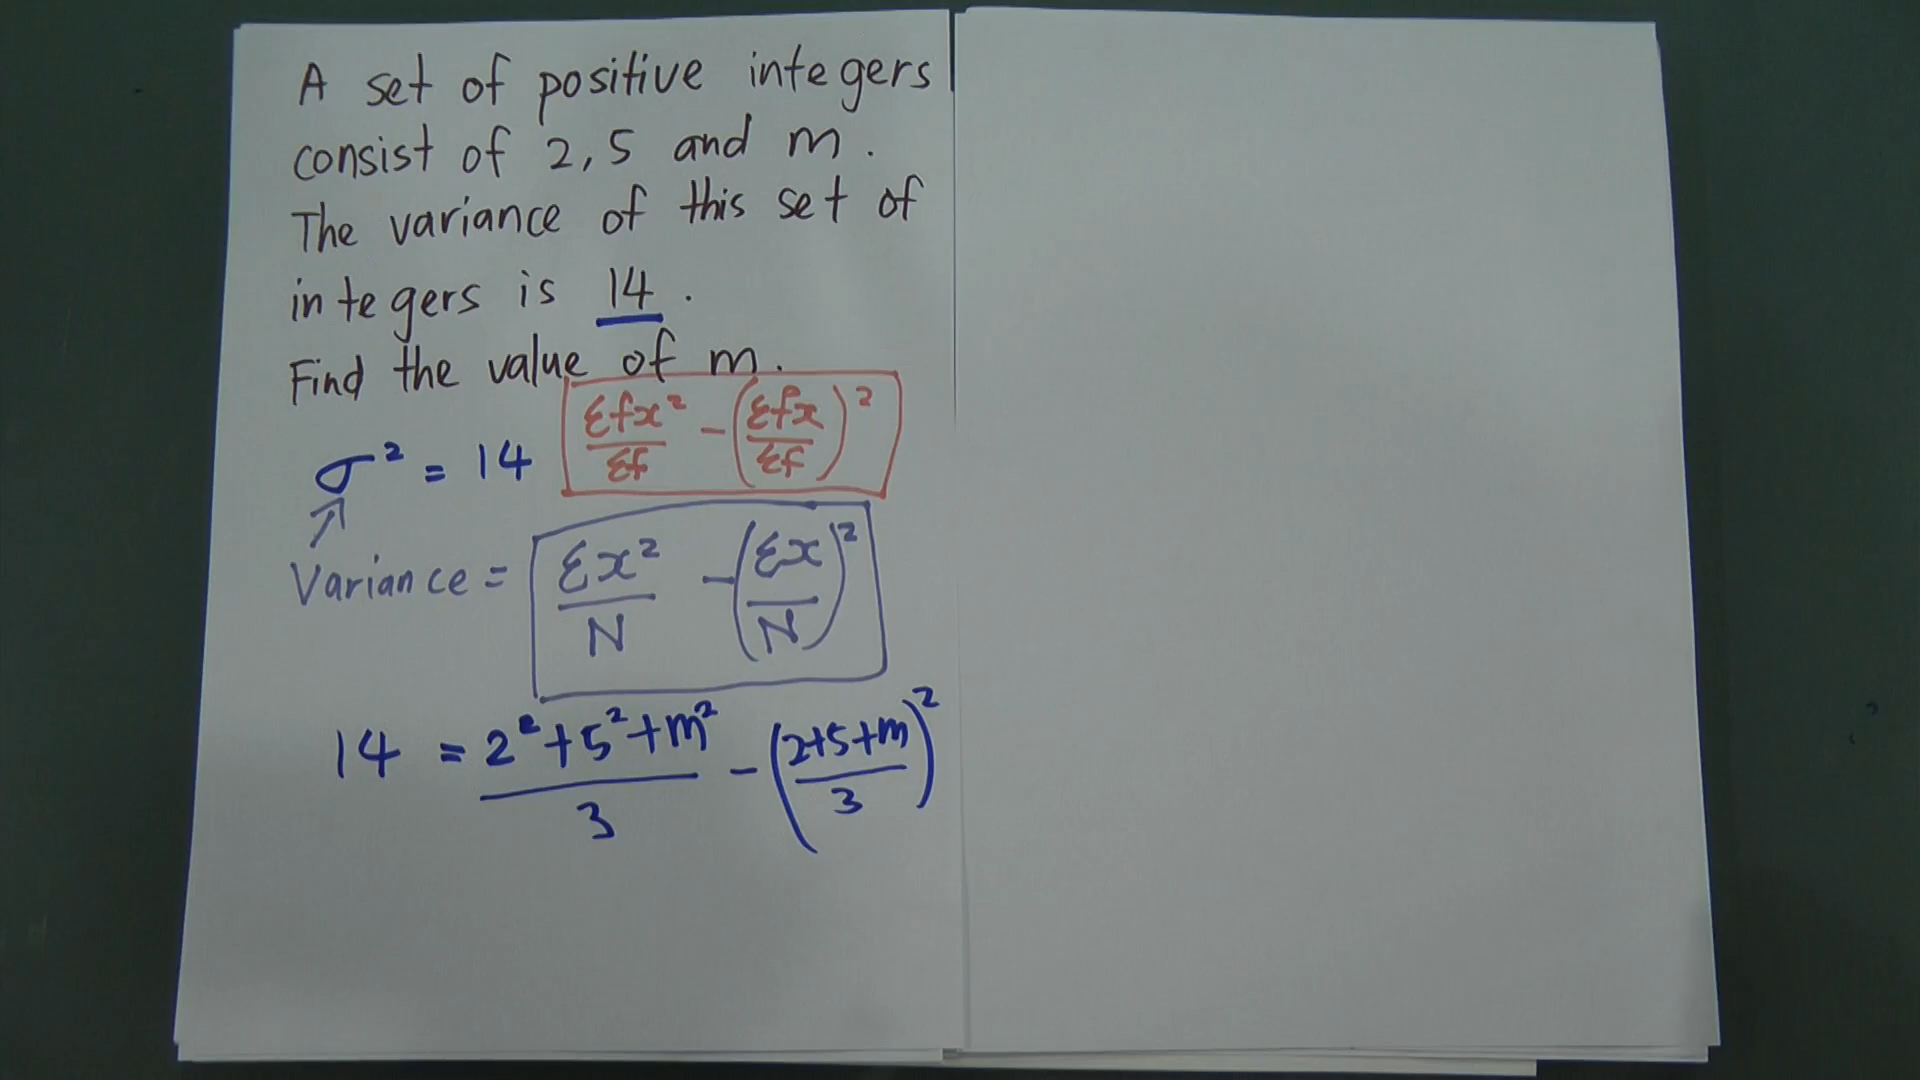 A set of positive integers
consist of 2, 5 and m.
The variance of this set of
integers is 14.
Find the value of m.
Σfx²/Σf - (Σfx/Σf)²
σ² = 14
Variance = Σx²/N - (Σx/N)²
14 = 2²+5²+m²/3 - (2+5+m/3)²